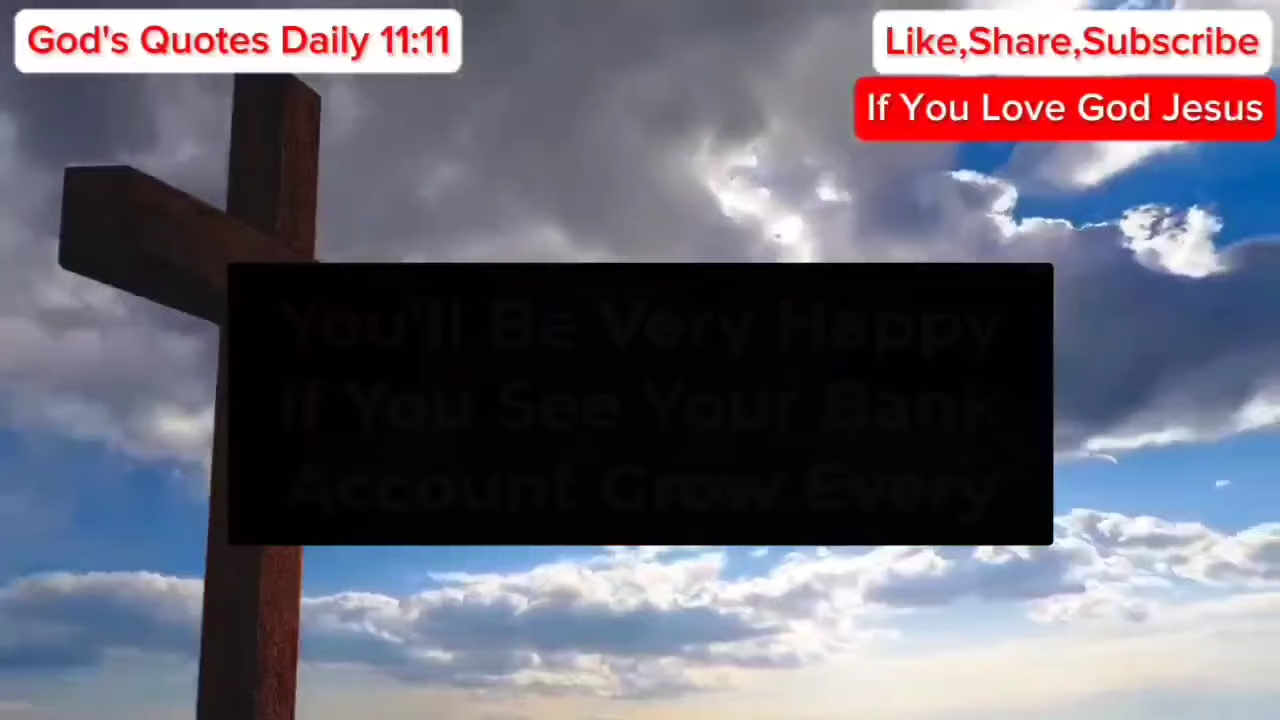 God's Quotes Daily 11:11
Like,Share,Subscribe
If You Love God Jesus
You'll Be Very Happy
If You See Your Bank
Account Grow Every